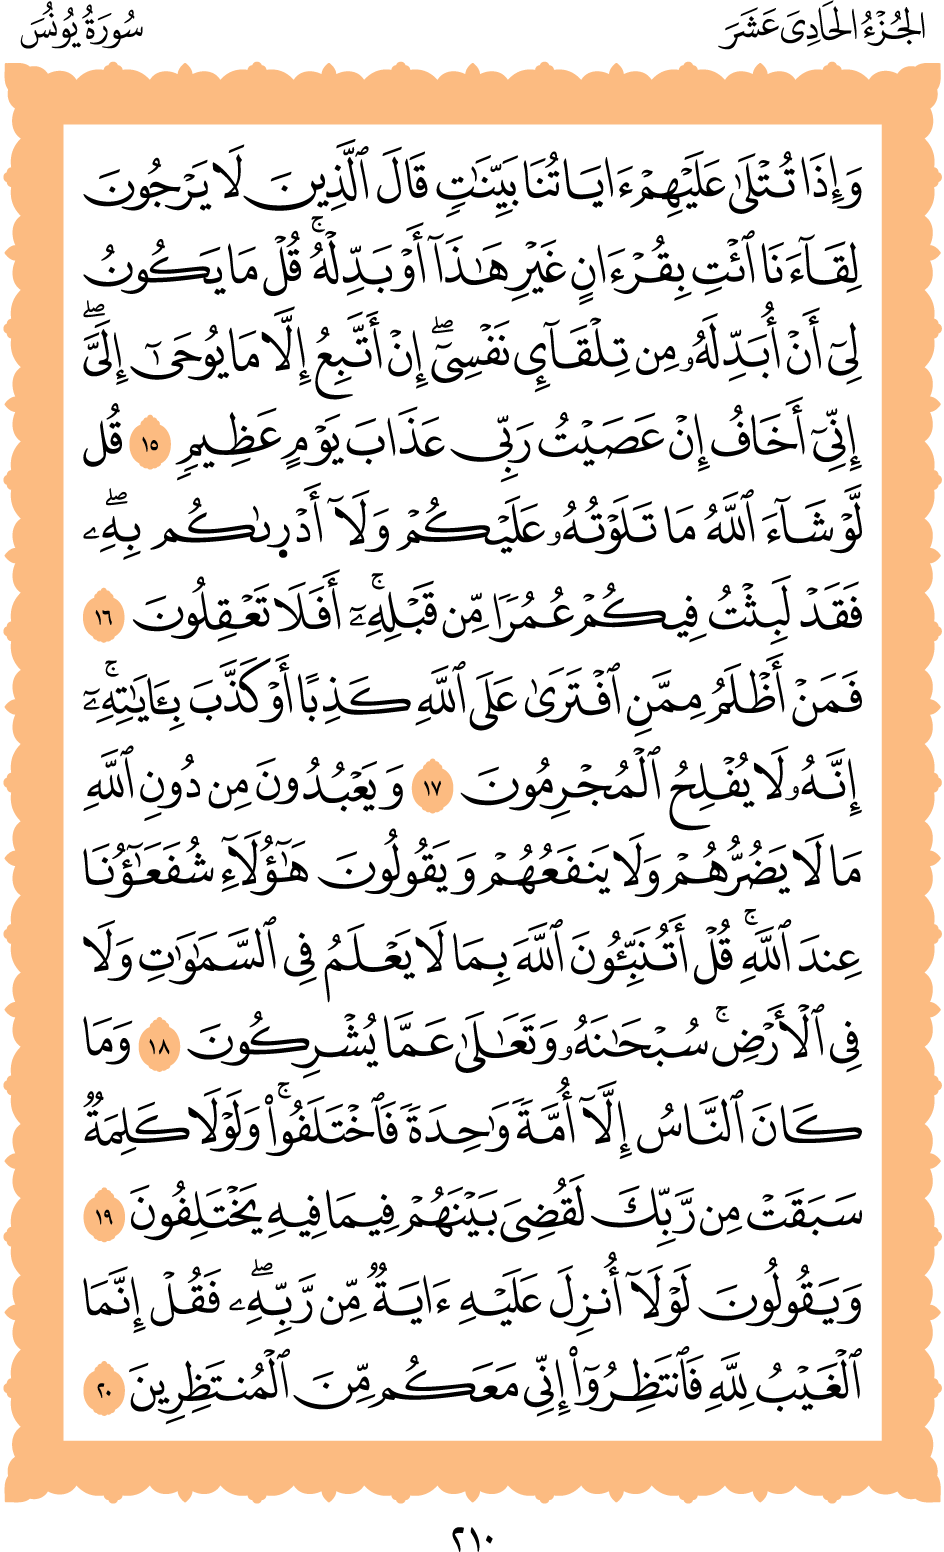 الجُزْءُ الحَادِىَ عَشَرَ
سُورَةُ يُونُسَ
وَإِذَا تُتْلَىٰ عَلَيْهِمْ ءَايَاتُنَا بَيِّنَٰتٖ قَالَ ٱلَّذِينَ لَا يَرْجُونَ
لِقَآءَنَا ٱئْتِ بِقُرْءَانٍ غَيْرِ هَٰذَآ أَوْ بَدِّلْهُۚ قُلْ مَا يَكُونُ
لِىٓ أَنْ أُبَدِّلَهُۥ مِن تِلْقَآئِ نَفْسِىٓۖ إِنْ أَتَّبِعُ إِلَّا مَا يُوحَىٰٓ إِلَىَّۖ
إِنِّىٓ أَخَافُ إِنْ عَصَيْتُ رَبِّى عَذَابَ يَوْمٍ عَظِيمٖ ١٥ قُل
لَّوْ شَآءَ ٱللَّهُ مَا تَلَوْتُهُۥ عَلَيْكُمْ وَلَآ أَدْرىٰكُم بِهِۦۖ
فَقَدْ لَبِثْتُ فِيكُمْ عُمُرٗا مِّن قَبْلِهِۦٓۚ أَفَلَا تَعْقِلُونَ ١٦
فَمَنْ أَظْلَمُ مِمَّنِ ٱفْتَرَىٰ عَلَى ٱللَّهِ كَذِبًا أَوْ كَذَّبَ بِـَٔايَٰتِهِۦٓۚ
إِنَّهُۥ لَا يُفْلِحُ ٱلْمُجْرِمُونَ ١٧ وَيَعْبُدُونَ مِن دُونِ ٱللَّهِ
مَا لَا يَضُرُّهُمْ وَلَا يَنفَعُهُمْ وَيَقُولُونَ هَٰٓؤُلَآءِ شُفَعَٰٓؤُنَا
عِندَ ٱللَّهِۚ قُلْ أَتُنَبِّـُٔونَ ٱللَّهَ بِمَا لَا يَعْلَمُ فِى ٱلسَّمَٰوَٰتِ وَلَا
فِى ٱلْأَرْضِۚ سُبْحَٰنَهُۥ وَتَعَٰلَىٰ عَمَّا يُشْرِكُونَ ١٨ وَمَا
كَانَ ٱلنَّاسُ إِلَّآ أُمَّةٗ وَٰحِدَةٗ فَٱخْتَلَفُوا۟ۚ وَلَوْلَا كَلِمَةٞ
سَبَقَتْ مِن رَّبِّكَ لَقُضِىَ بَيْنَهُمْ فِيمَا فِيهِ يَخْتَلِفُونَ ١٩
وَيَقُولُونَ لَوْلَآ أُنزِلَ عَلَيْهِ ءَايَةٞ مِّن رَّبِّهِۦۖ فَقُلْ إِنَّمَا
ٱلْغَيْبُ لِلَّهِ فَٱنتَظِرُوٓا۟ إِنِّى مَعَكُم مِّنَ ٱلْمُنتَظِرِينَ ٢٠
٢١٠